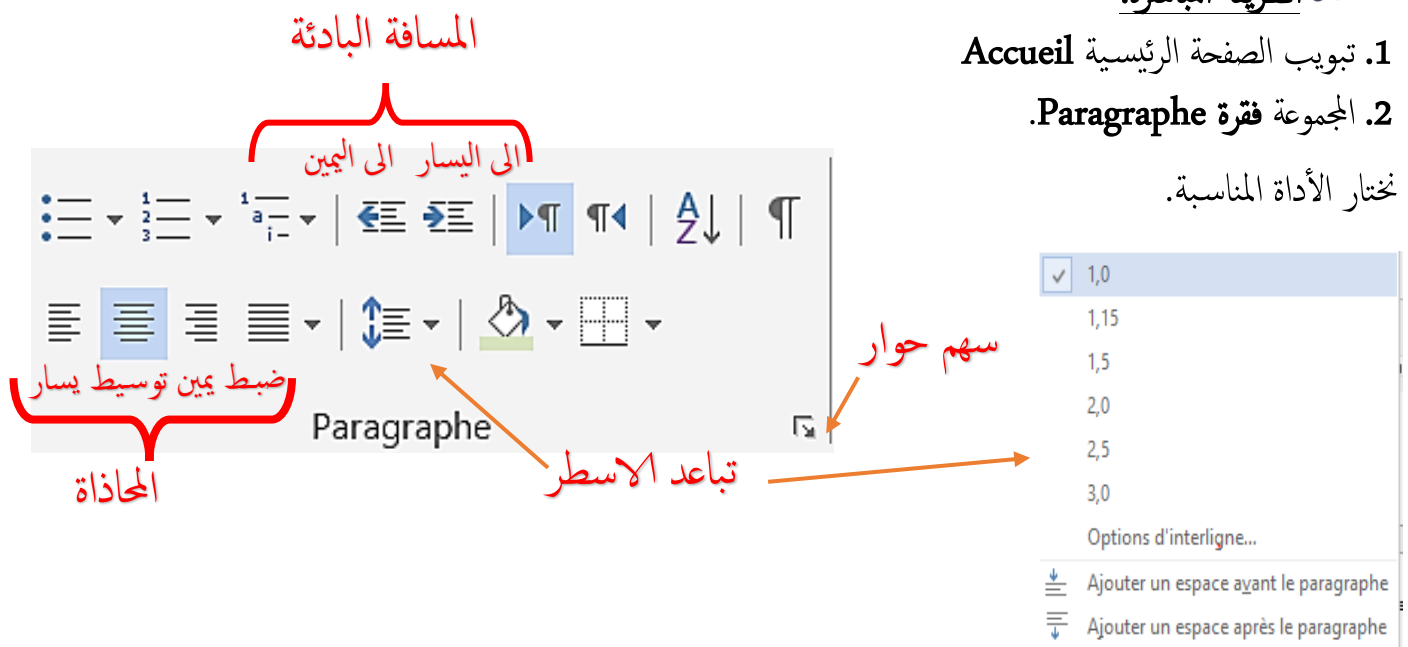 الطريقة المباشرة
1. تبويب الصفحة الرئيسية Accueil
2. المجموعة فقرة Paragraphe.
نختار الأداة المناسبة.
المسافة البادئة
الى اليسار الى اليمين
ضبط يمين توسيط يسار
المحاذاة
Paragraphe
سهم حوار
تباعد الاسطر
1,0
1,15
1,5
2,0
2,5
3,0
Options d'interligne...
Ajouter un espace avant le paragraphe
Ajouter un espace après le paragraphe